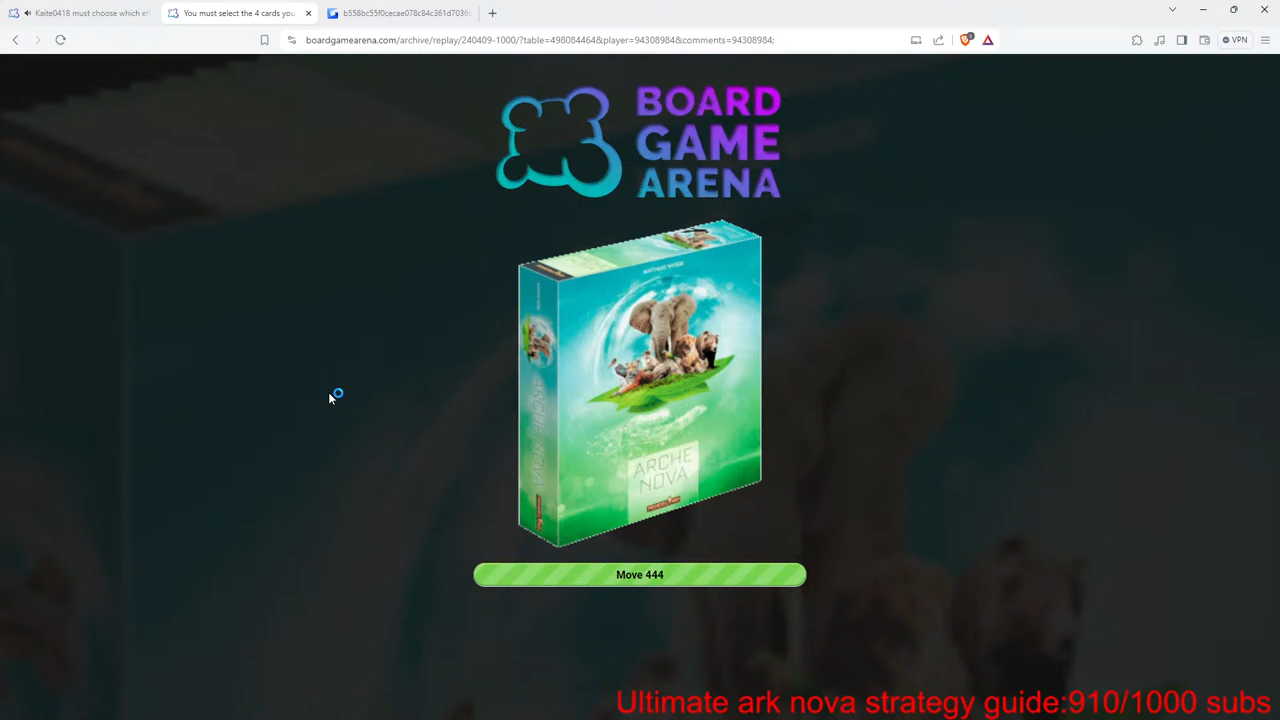 Kaite0418 must choose which ef
You must select the 4 cards you
b558bc55f0cecae078c84c361d7036
boardgamearena.com/archive/replay/240409-1000/?table=498084464&player=94308984&comments=94308984;
VPN
BOARD
GAME
ARENA
ARCHE
NOVA
Move 444
Ultimate ark nova strategy guide:910/1000 subs